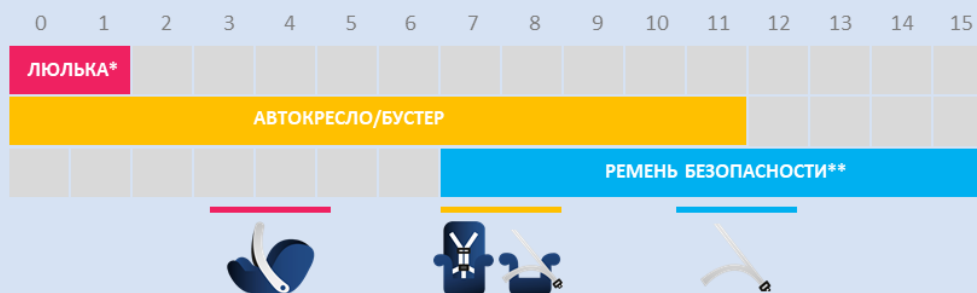 0 1 2 3 4 5 6 7 8 9 10 11 12 13 14 15
ЛЮЛЬКА*
АВТОКРЕСЛО/БУСТЕР
РЕМЕНЬ БЕЗОПАСНОСТИ**